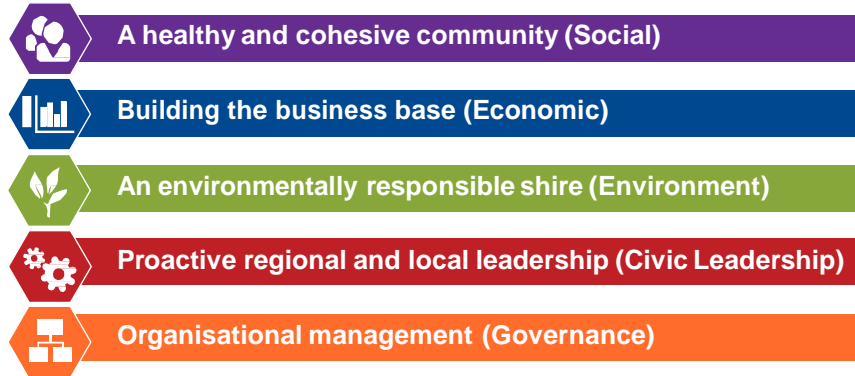 A healthy and cohesive community (Social)
Building the business base (Economic)
An environmentally responsible shire (Environment)
Proactive regional and local leadership (Civic Leadership)
Organisational management (Governance)